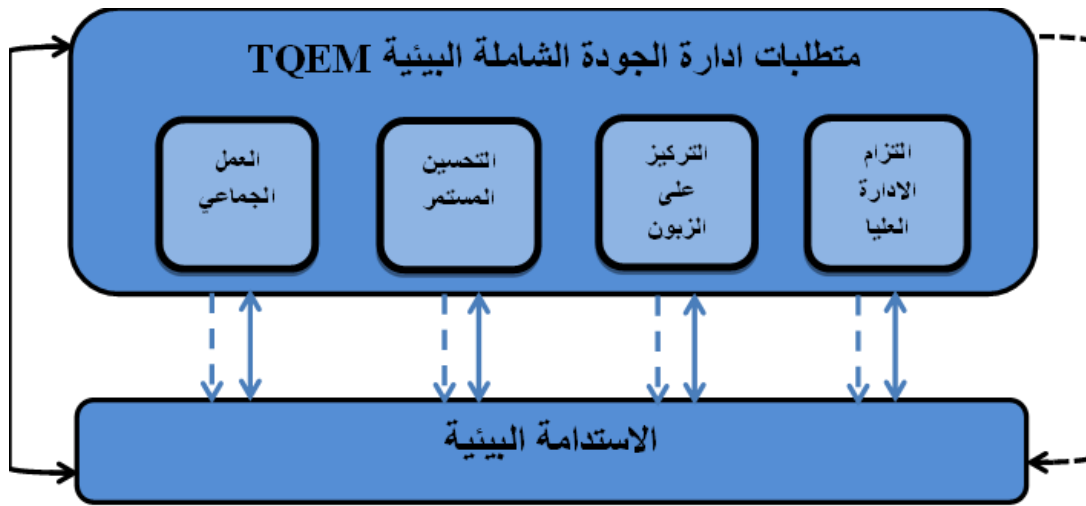 متطلبات ادارة الجودة الشاملة البيئية TQEM
التزام
الادارة
العليا
التركيز
على
الزبون
التحسين
المستمر
العمل
الجماعي
الاستدامة البيئية